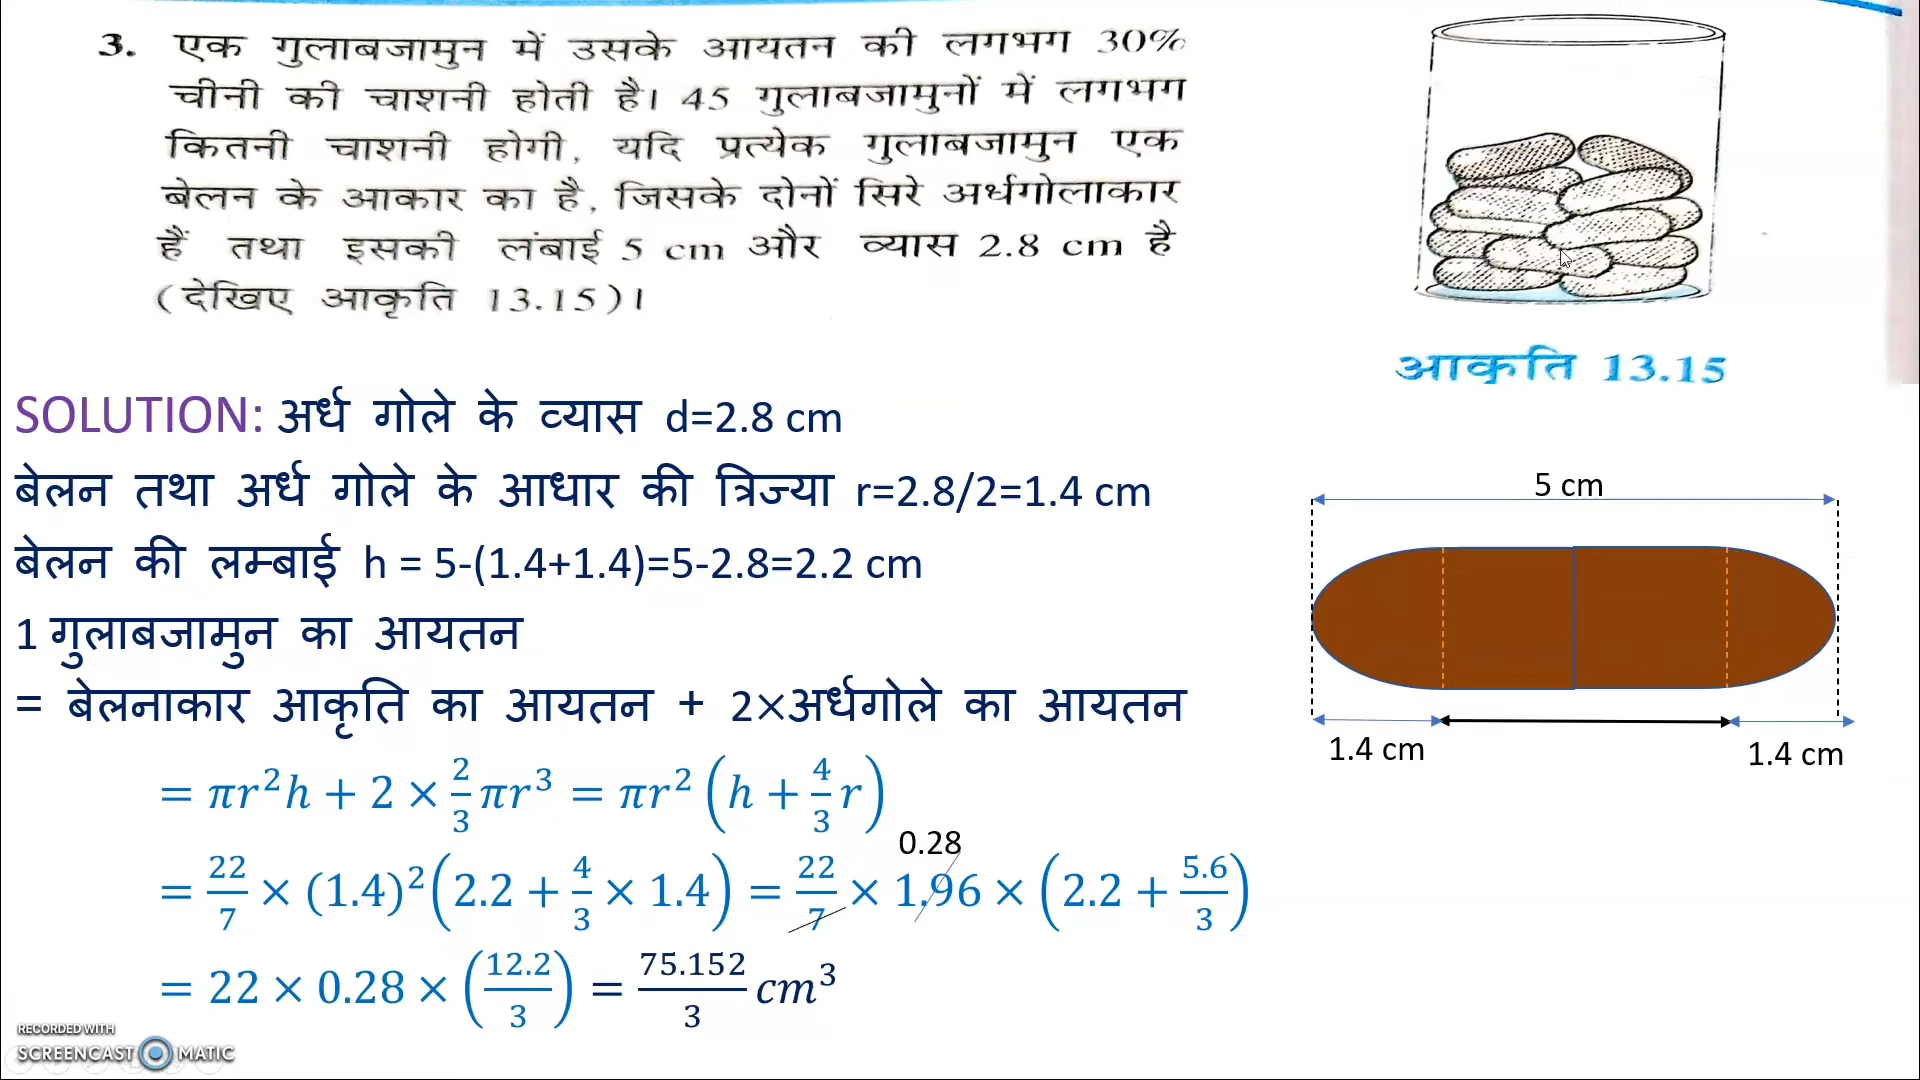 3. एक गुलाबजामुन में उसके आयतन की लगभग 30%
चीनी की चाशनी होती है। 45 गुलाबजामुनों में लगभग
कितनी चाशनी होगी, यदि प्रत्येक गुलाबजामुन एक
बेलन के आकार का है, जिसके दोनों सिरे अर्धगोलाकार
हैं तथा इसकी लंबाई 5 cm और व्यास 2.8 cm है
(देखिए आकृति 13.15)।
आकृति 13.15
SOLUTION: अर्ध गोले के व्यास d=2.8 cm
बेलन तथा अर्ध गोले के आधार की त्रिज्या r=2.8/2=1.4 cm
बेलन की लम्बाई h = 5-(1.4+1.4)=5-2.8=2.2 cm
1 गुलाबजामुन का आयतन
= बेलनाकार आकृति का आयतन + 2×अर्धगोले का आयतन
= πr²h + 2 × 2/3 πr³ = πr² (h + 4/3 r)
0.28
= 22/7 × (1.4)² (2.2 + 4/3 × 1.4) = 22/7 × 1.96 × (2.2 + 5.6/3)
= 22 × 0.28 × (12.2/3) = 75.152/3 cm³
5 cm
1.4 cm
1.4 cm
RECORDED WITH
SCREENCAST MATIC